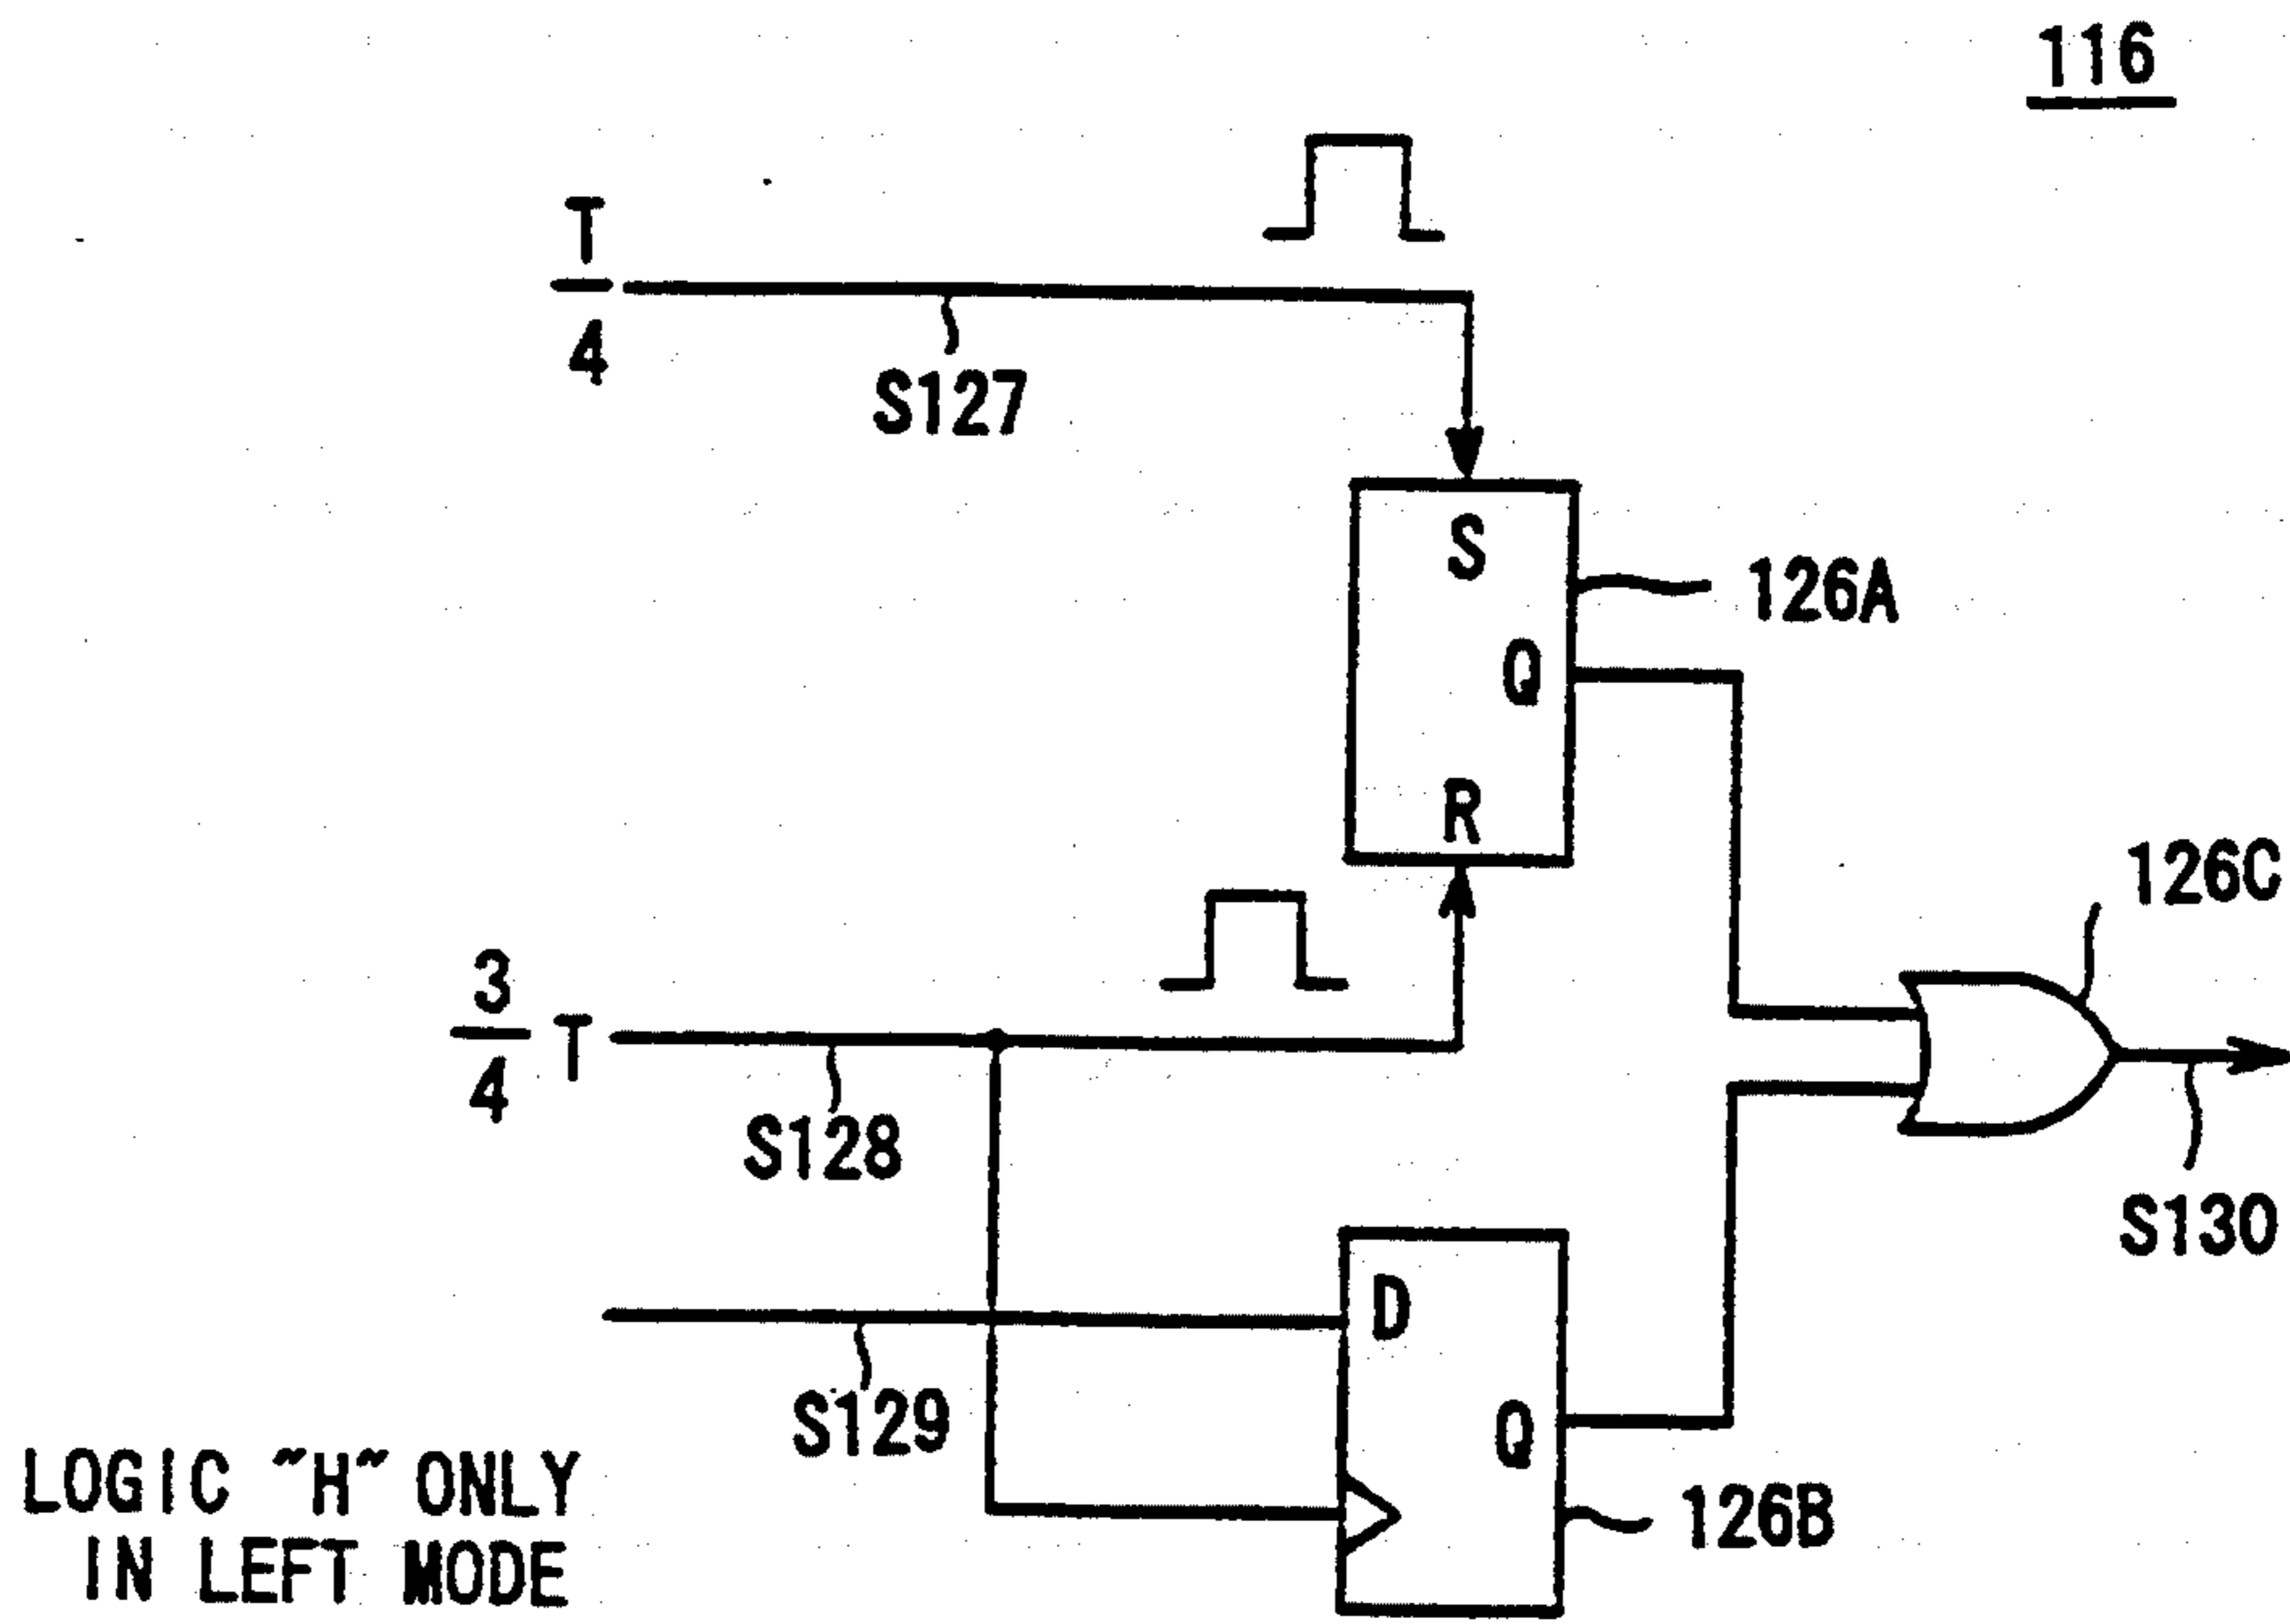 116
T
4
S127
S
126A
Q
R
126C
3
4 T
S128
S130
D
S129
Q
LOGIC "H" ONLY
IN LEFT MODE
126B